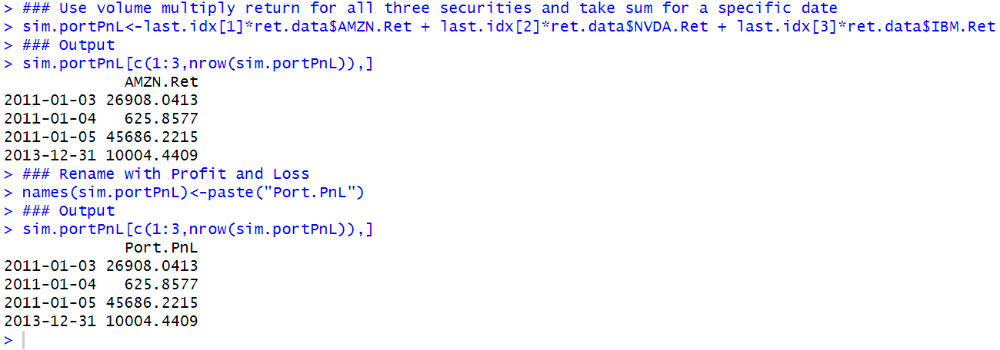 > ### Use volume multiply return for all three securities and take sum for a specific date
> sim.portPnL<-last.idx[1]*ret.data$AMZN.Ret + last.idx[2]*ret.data$NVDA.Ret + last.idx[3]*ret.data$IBM.Ret
> ### Output
> sim.portPnL[c(1:3,nrow(sim.portPnL)),]
             AMZN.Ret
2011-01-03 26908.0413
2011-01-04   625.8577
2011-01-05 45686.2215
2013-12-31 10004.4409
> ### Rename with Profit and Loss
> names(sim.portPnL)<-paste("Port.PnL")
> ### Output
> sim.portPnL[c(1:3,nrow(sim.portPnL)),]
             Port.PnL
2011-01-03 26908.0413
2011-01-04   625.8577
2011-01-05 45686.2215
2013-12-31 10004.4409
>